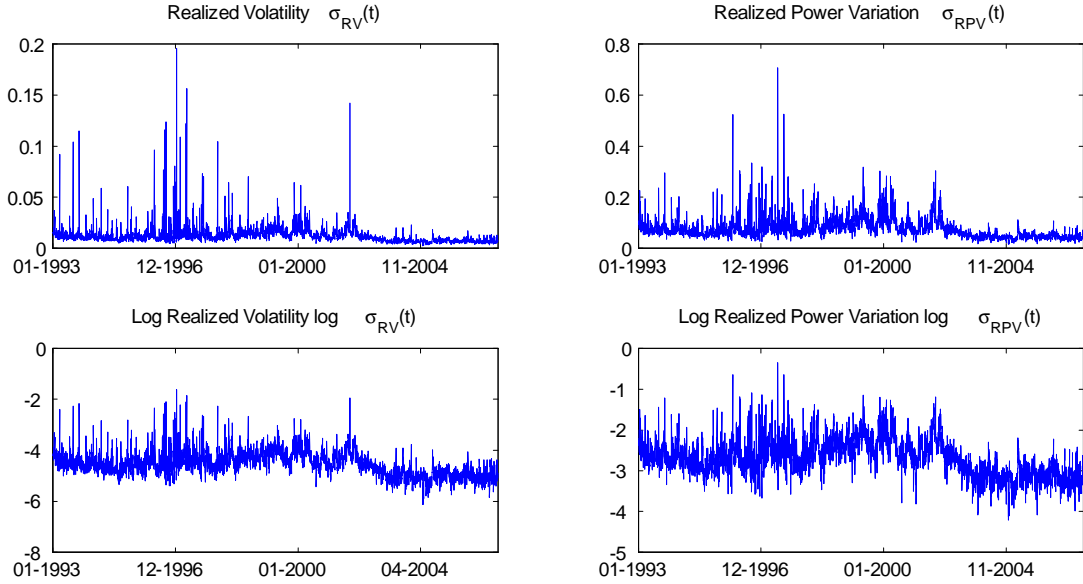 Realized Volatility σRV(t)
0.2
0.15
0.1
0.05
0
01-1993 12-1996 01-2000 11-2004
Realized Power Variation σRPV(t)
0.8
0.6
0.4
0.2
0
01-1993 12-1996 01-2000 11-2004
Log Realized Volatility log σRV(t)
0
-2
-4
-6
-8
01-1993 12-1996 01-2000 04-2004
Log Realized Power Variation log σRPV(t)
0
-1
-2
-3
-4
-5
01-1993 12-1996 01-2000 11-2004